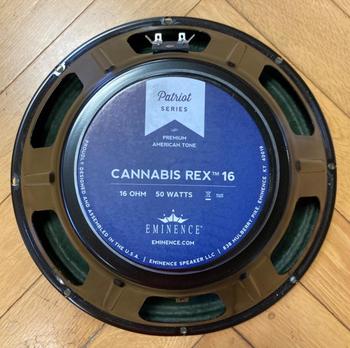 Patriot
SERIES
PREMIUM
AMERICAN TONE
CANNABIS REX™ 16
16 OHM 50 WATTS
EMINENCE®
EMINENCE.COM
PROUDLY DESIGNED AND ASSEMBLED IN THE U.S.A. | EMINENCE SPEAKER LLC | 838 MULBERRY PIKE, EMINENCE KY 40019